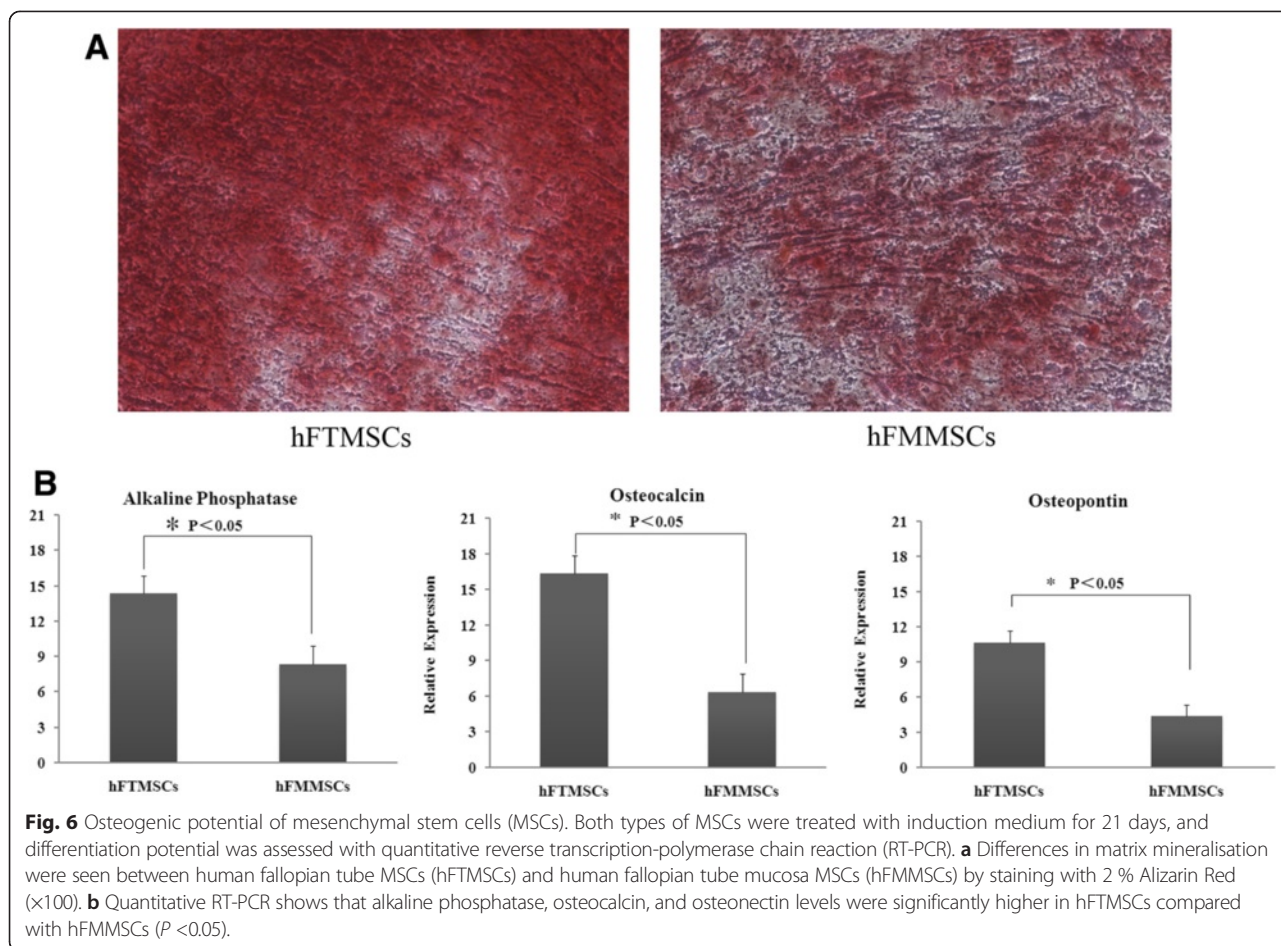 A
hFTMSCs
hFMMSCs
B
Alkaline Phosphatase
21
18
15
12
9
6
3
0
* P<0.05
hFTMSCs
hFMMSCs
Osteocalcin
Relative Expression
21
18
15
12
9
6
3
0
* P<0.05
hFTMSCs
hFMMSCs
Osteopontin
Relative Expression
21
18
15
12
9
6
3
0
* P<0.05
hFTMSCs
hFMMSCs
Fig. 6 Osteogenic potential of mesenchymal stem cells (MSCs). Both types of MSCs were treated with induction medium for 21 days, and
differentiation potential was assessed with quantitative reverse transcription-polymerase chain reaction (RT-PCR). a Differences in matrix mineralisation
were seen between human fallopian tube MSCs (hFTMSCs) and human fallopian tube mucosa MSCs (hFMMSCs) by staining with 2 % Alizarin Red
(×100). b Quantitative RT-PCR shows that alkaline phosphatase, osteocalcin, and osteonectin levels were significantly higher in hFTMSCs compared
with hFMMSCs (P <0.05).